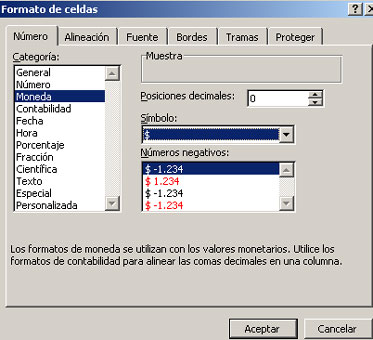 Formato de celdas
Número
Alineación
Fuente
Bordes
Tramas
Proteger
Categoría:
General
Número
Moneda
Contabilidad
Fecha
Hora
Porcentaje
Fracción
Científica
Texto
Especial
Personalizada
Muestra
Posiciones decimales:
0
Símbolo:
$
Números negativos:
$ -1.234
$ 1.234
$ -1.234
$ -1.234
Los formatos de moneda se utilizan con los valores monetarios. Utilice los
formatos de contabilidad para alinear las comas decimales en una columna.
Aceptar
Cancelar